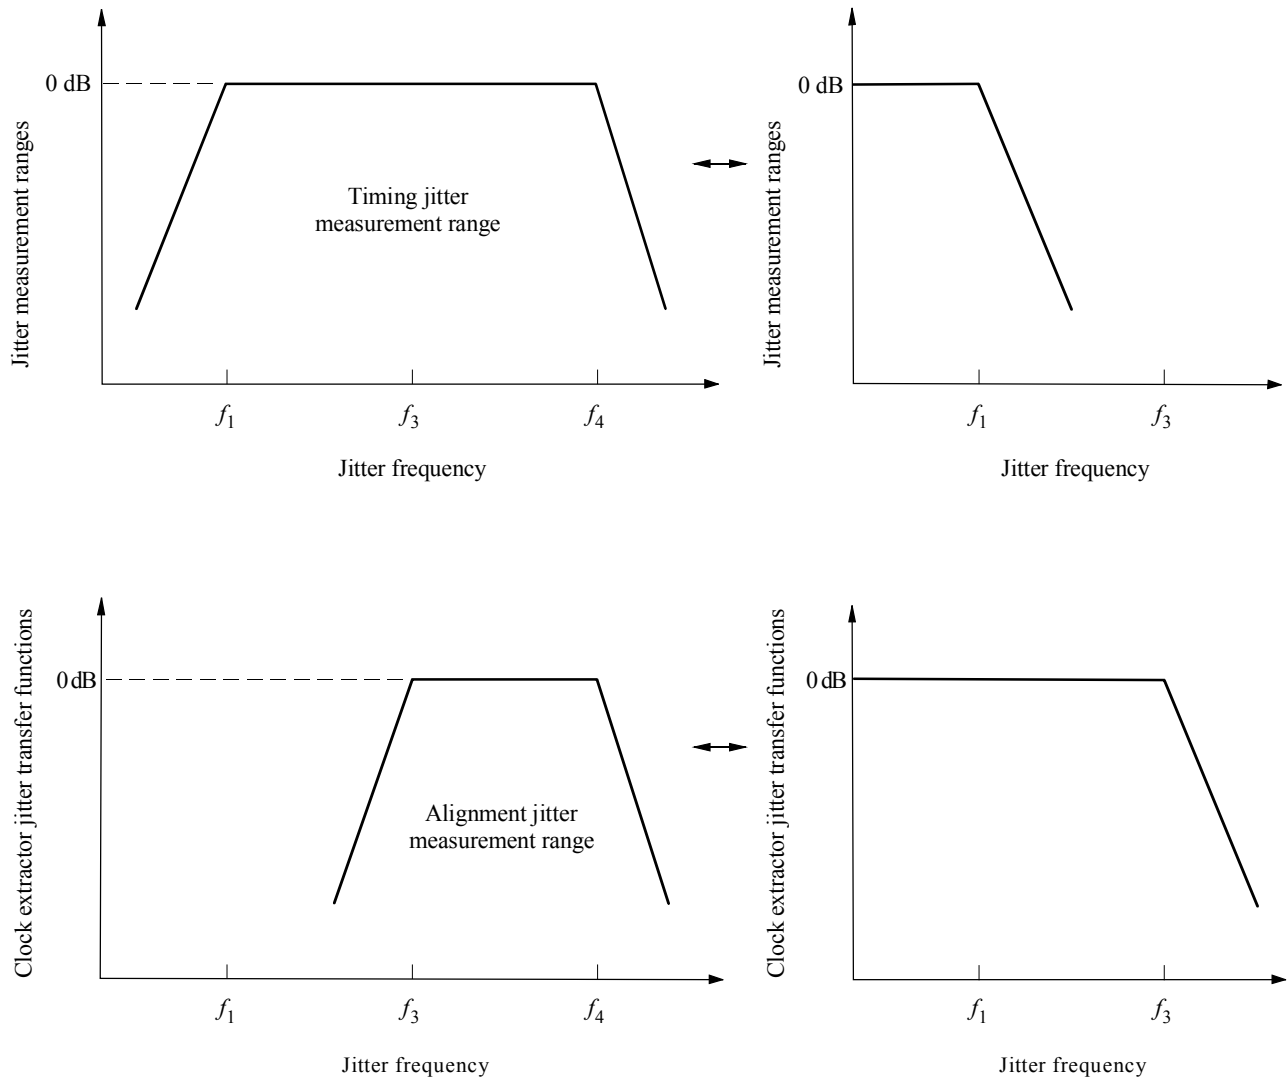 0 dB
Timing jitter
measurement range
Jitter measurement ranges
f1
f3
f4
Jitter frequency
0 dB
Jitter measurement ranges
f1
f3
Jitter frequency
0 dB
Alignment jitter
measurement range
Clock extractor jitter transfer functions
f1
f3
f4
Jitter frequency
0 dB
Clock extractor jitter transfer functions
f1
f3
Jitter frequency